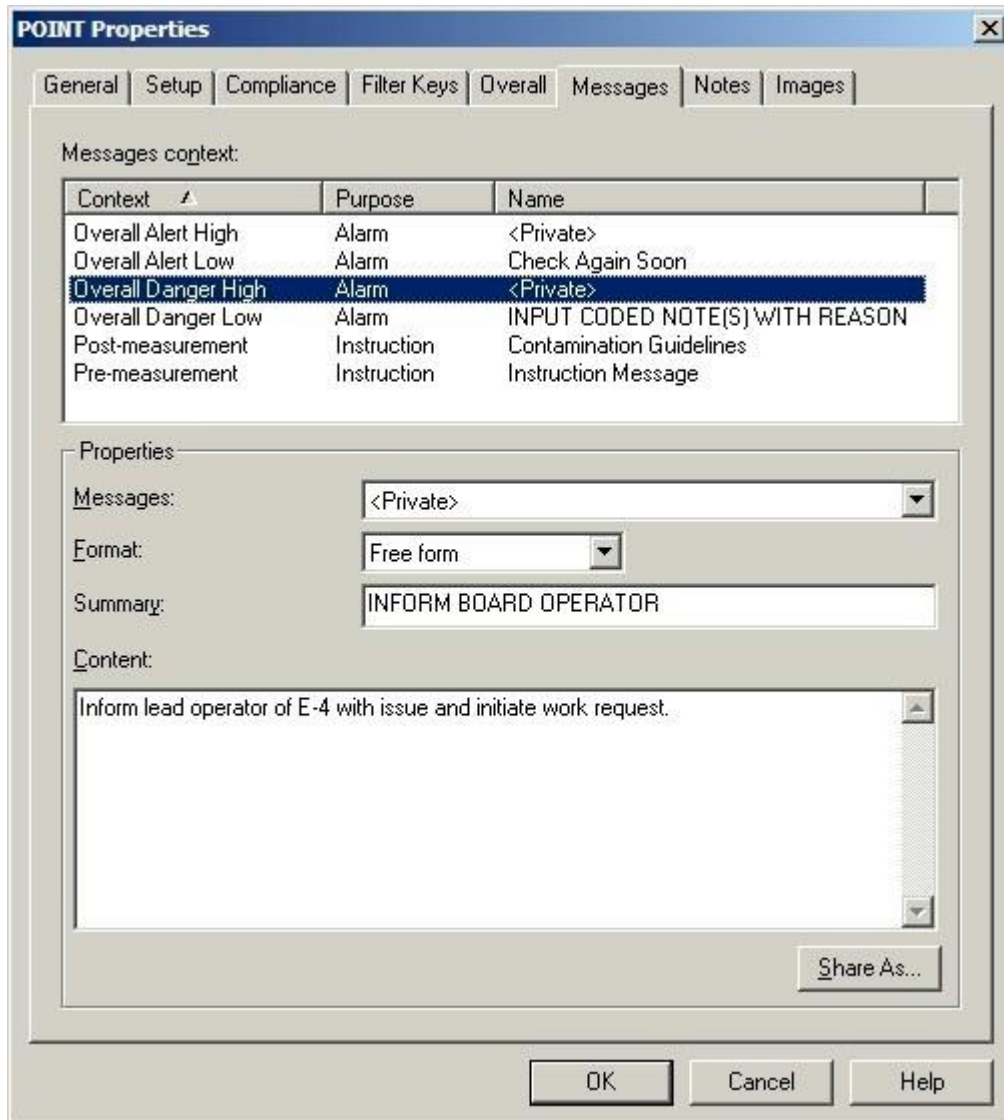 POINT Properties
General Setup Compliance Filter Keys Overall Messages Notes Images
Messages context:
Context Purpose Name
Overall Alert High Alarm <Private>
Overall Alert Low Alarm Check Again Soon
Overall Danger High Alarm <Private>
Overall Danger Low Alarm INPUT CODED NOTE(S) WITH REASON
Post-measurement Instruction Contamination Guidelines
Pre-measurement Instruction Instruction Message
Properties
Messages: <Private>
Format: Free form
Summary: INFORM BOARD OPERATOR
Content:
Inform lead operator of E-4 with issue and initiate work request.
Share As...
OK Cancel Help